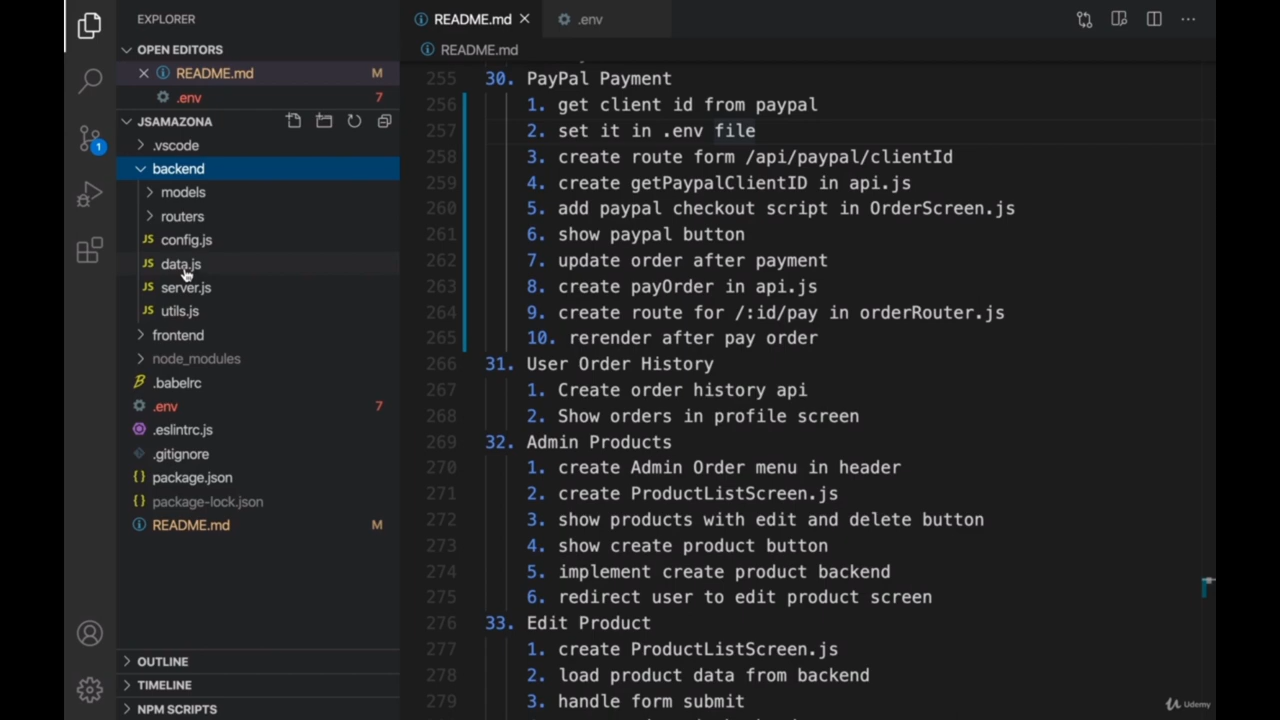 EXPLORER
OPEN EDITORS
README.md M
.env 7
JSAMAZONA
.vscode
backend
models
routers
JS config.js
JS data.js
JS server.js
JS utils.js
frontend
node_modules
.babelrc
.env 7
.eslintrc.js
.gitignore
{} package.json
{} package-lock.json
README.md M
OUTLINE
TIMELINE
NPM SCRIPTS
1
README.md
.env
README.md
255 30. PayPal Payment
256 1. get client id from paypal
257 2. set it in .env file
258 3. create route form /api/paypal/clientId
259 4. create getPaypalClientID in api.js
260 5. add paypal checkout script in OrderScreen.js
261 6. show paypal button
262 7. update order after payment
263 8. create payOrder in api.js
264 9. create route for /:id/pay in orderRouter.js
265 10. rerender after pay order
266 31. User Order History
267 1. Create order history api
268 2. Show orders in profile screen
269 32. Admin Products
270 1. create Admin Order menu in header
271 2. create ProductListScreen.js
272 3. show products with edit and delete button
273 4. show create product button
274 5. implement create product backend
275 6. redirect user to edit product screen
276 33. Edit Product
277 1. create ProductListScreen.js
278 2. load product data from backend
279 3. handle form submit
Udemy